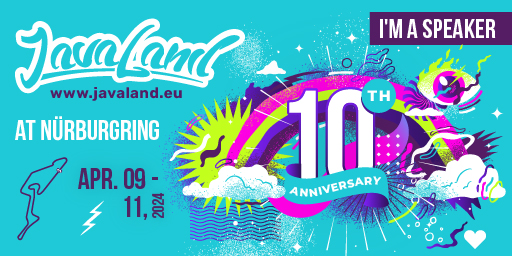 I'M A SPEAKER
JavaLand
www.javaland.eu
AT NÜRBURGRING
APR. 09 -
11, 2024
10TH
ANNIVERSARY